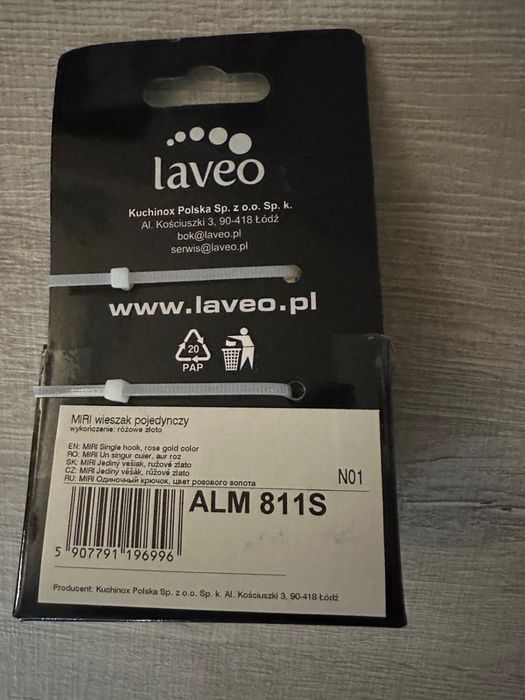 laveo
Kuchinox Polska Sp. z o.o. Sp. k.
Al. Kościuszki 3, 90-418 Łódź
bok@laveo.pl
serwis@laveo.pl
www.laveo.pl
20
PAP
MIRI wieszak pojedynczy
wykończenie: różowe złoto
EN: MIRI Single hook, rose gold color
RO: MIRI Un singur cuier, aur roz
SK: MIRI Jediný vešiak, ružové zlato
CZ: MIRI Jediný věšák, růžové zlato
RU: MIRI Одиночный крючок, цвет розового золота
N01
ALM 811S
5 907791 196996
Producent: Kuchinox Polska Sp. z o.o. Sp. k. Al. Kościuszki 3, 90-418 Łódź